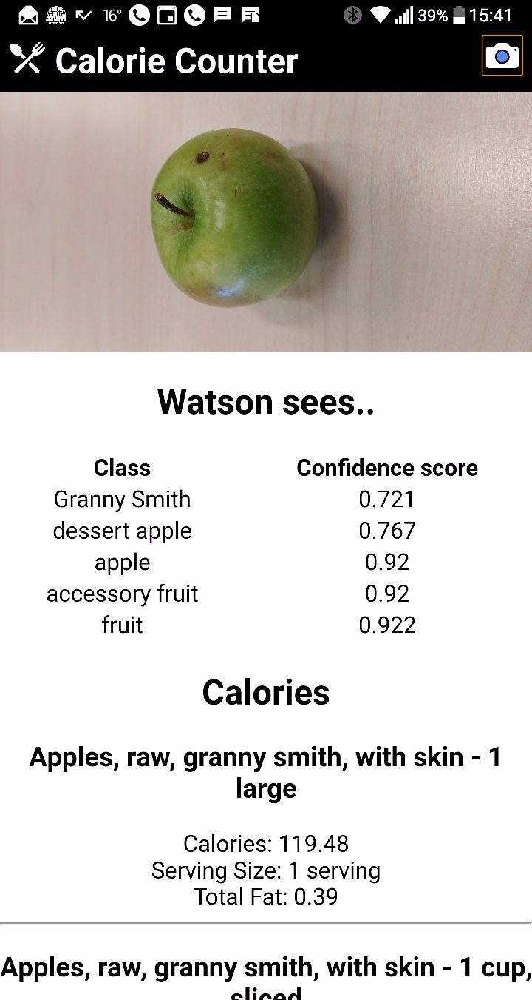 16° 39% 15:41
Calorie Counter
Watson sees..
Class Confidence score
Granny Smith 0.721
dessert apple 0.767
apple 0.92
accessory fruit 0.92
fruit 0.922
Calories
Apples, raw, granny smith, with skin - 1
large
Calories: 119.48
Serving Size: 1 serving
Total Fat: 0.39
Apples, raw, granny smith, with skin - 1 cup,
sliced